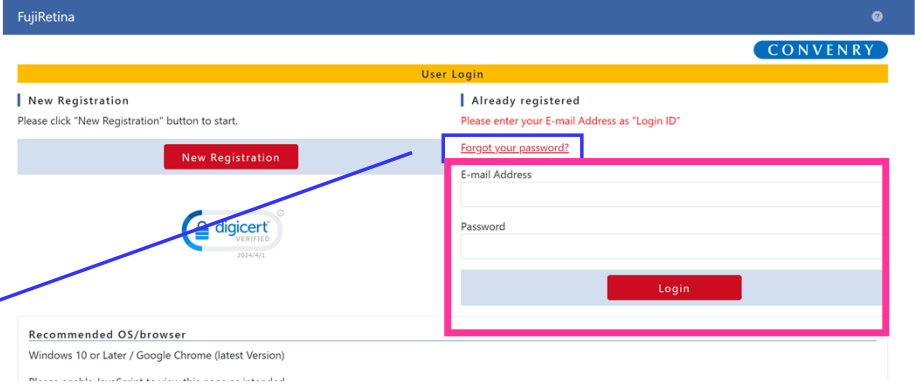 FujiRetina
CONVENRY
User Login
New Registration
Please click "New Registration" button to start.
New Registration
digicert
VERIFIED
2024/4/1
Already registered
Please enter your E-mail Address as "Login ID"
Forgot your password?
E-mail Address
Password
Login
Recommended OS/browser
Windows 10 or Later / Google Chrome (latest Version)